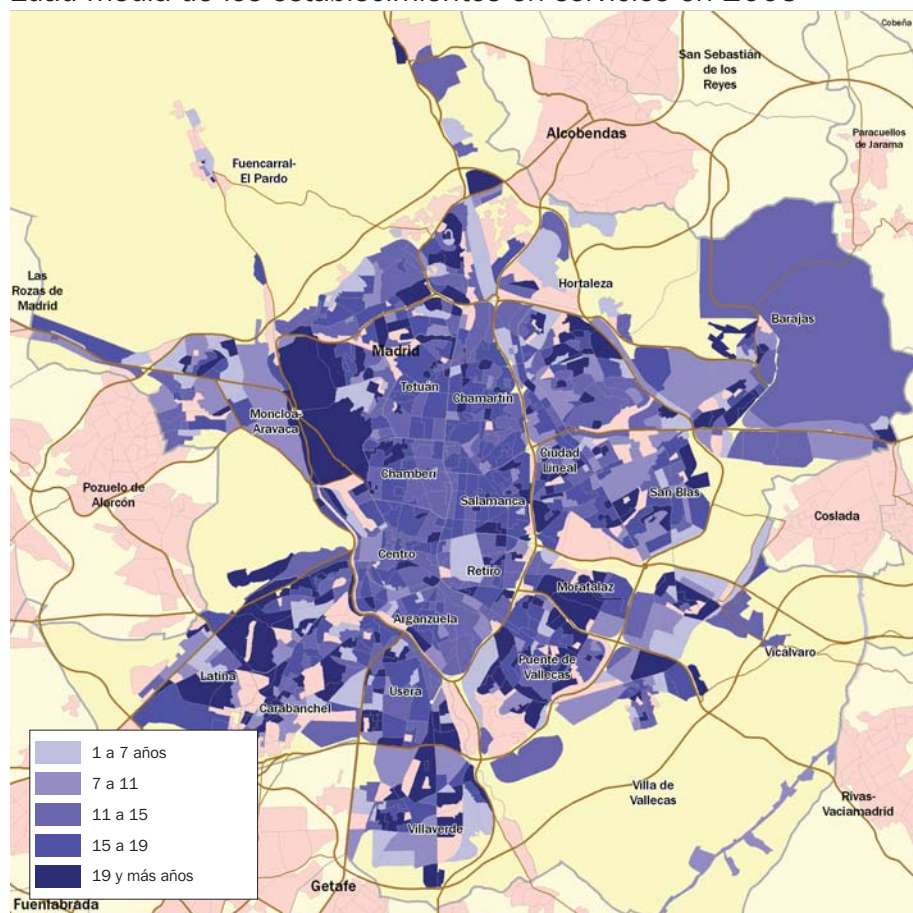 Cobeña
San Sebastián
de los
Reyes
Alcobendas
Paracuellos
de Jarama
Fuencarral-
El Pardo
Las
Rozas de
Madrid
Hortaleza
Barajas
Madrid
Tetuán
Chamartín
Moncloa-
Aravaca
Ciudad
Lineal
Chamberí
San Blas
Pozuelo de
Alarcón
Salamanca
Coslada
Centro
Retiro
Moratalaz
Arganzuela
Vicálvaro
Puente de
Vallecas
Latina
Usera
Carabanchel
1 a 7 años
7 a 11
11 a 15
15 a 19
19 y más años
Villa de
Vallecas
Rivas-
Vaciamadrid
Villaverde
Getafe
Fuenlabrada